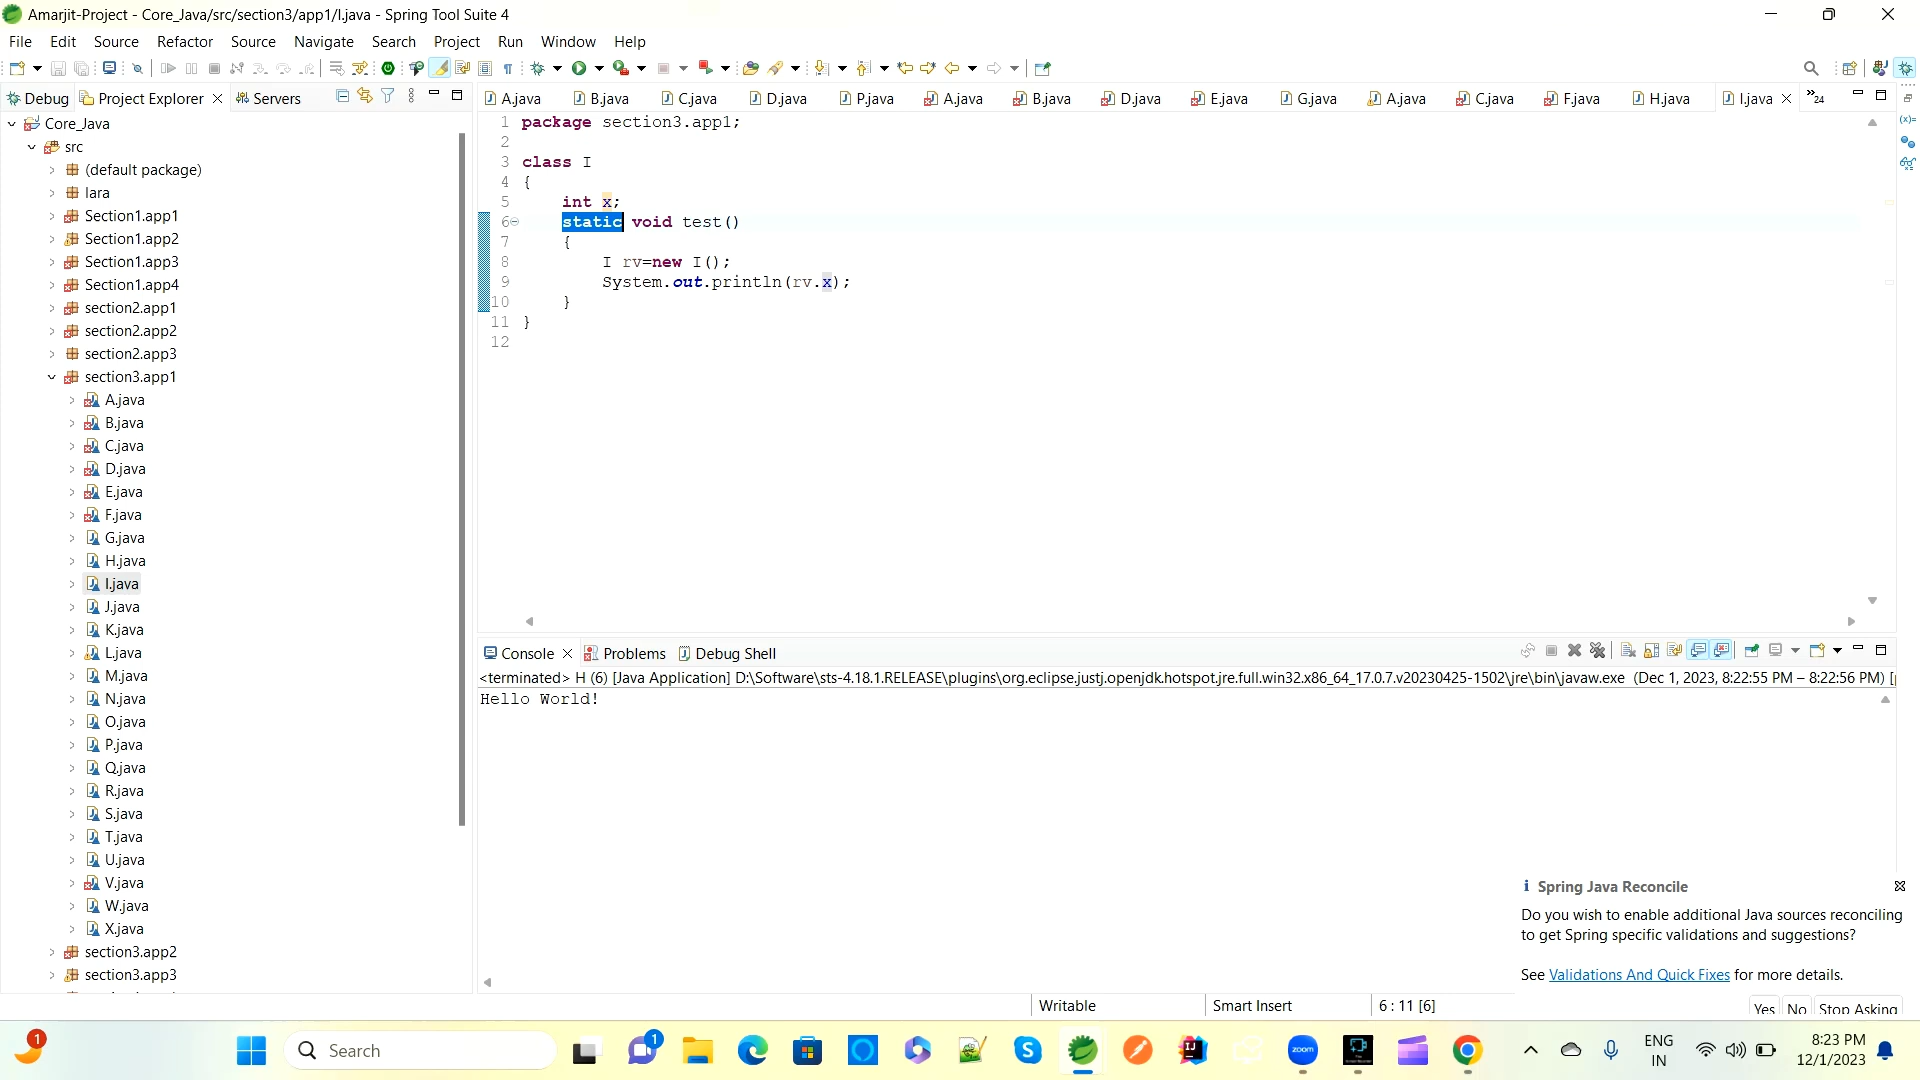 Amarjit-Project - Core_Java/src/section3/app1/I.java - Spring Tool Suite 4
File Edit Source Refactor Source Navigate Search Project Run Window Help
Debug Project Explorer Servers
A.java B.java C.java D.java P.java A.java B.java D.java E.java G.java A.java C.java F.java H.java I.java 24
Core_Java
src
(default package)
lara
Section1.app1
Section1.app2
Section1.app3
Section1.app4
section2.app1
section2.app2
section2.app3
section3.app1
A.java
B.java
C.java
D.java
E.java
F.java
G.java
H.java
I.java
J.java
K.java
L.java
M.java
N.java
O.java
P.java
Q.java
R.java
S.java
T.java
U.java
V.java
W.java
X.java
section3.app2
section3.app3
1 package section3.app1;
2
3 class I
4 {
5 int x;
6 static void test()
7 {
8 I rv=new I();
9 System.out.println(rv.x);
10 }
11 }
12
Console Problems Debug Shell
<terminated> H (6) [Java Application] D:\Software\sts-4.18.1.RELEASE\plugins\org.eclipse.justj.openjdk.hotspot.jre.full.win32.x86_64_17.0.7.v20230425-1502\jre\bin\javaw.exe (Dec 1, 2023, 8:22:55 PM – 8:22:56 PM) [
Hello World!
Spring Java Reconcile
Do you wish to enable additional Java sources reconciling
to get Spring specific validations and suggestions?
See Validations And Quick Fixes for more details.
Yes No Stop Asking
Writable Smart Insert 6 : 11 [6]
1
Search
1
zoom
ENG
IN
8:23 PM
12/1/2023